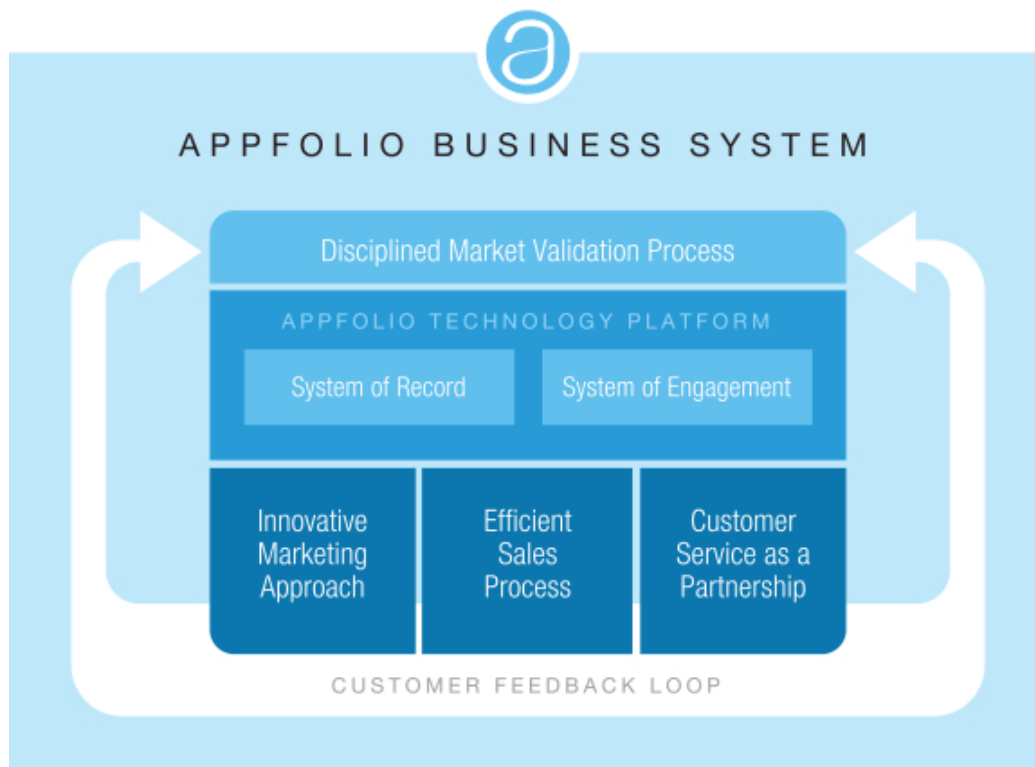 a
APPFOLIO BUSINESS SYSTEM
Disciplined Market Validation Process
APPFOLIO TECHNOLOGY PLATFORM
System of Record
System of Engagement
Innovative
Marketing
Approach
Efficient
Sales
Process
Customer
Service as a
Partnership
CUSTOMER FEEDBACK LOOP